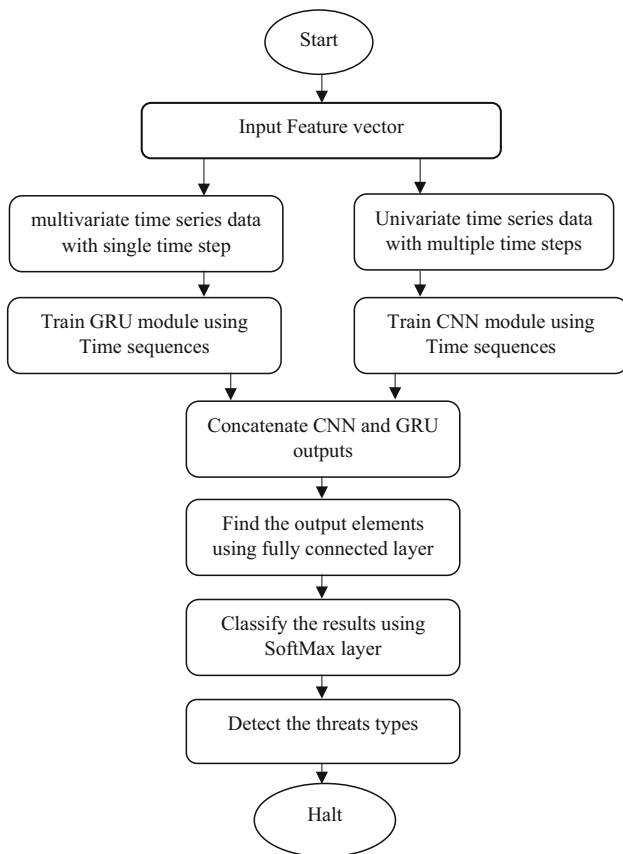 Start
Input Feature vector
multivariate time series data
with single time step
Univariate time series data
with multiple time steps
Train GRU module using
Time sequences
Train CNN module using
Time sequences
Concatenate CNN and GRU
outputs
Find the output elements
using fully connected layer
Classify the results using
SoftMax layer
Detect the threats types
Halt